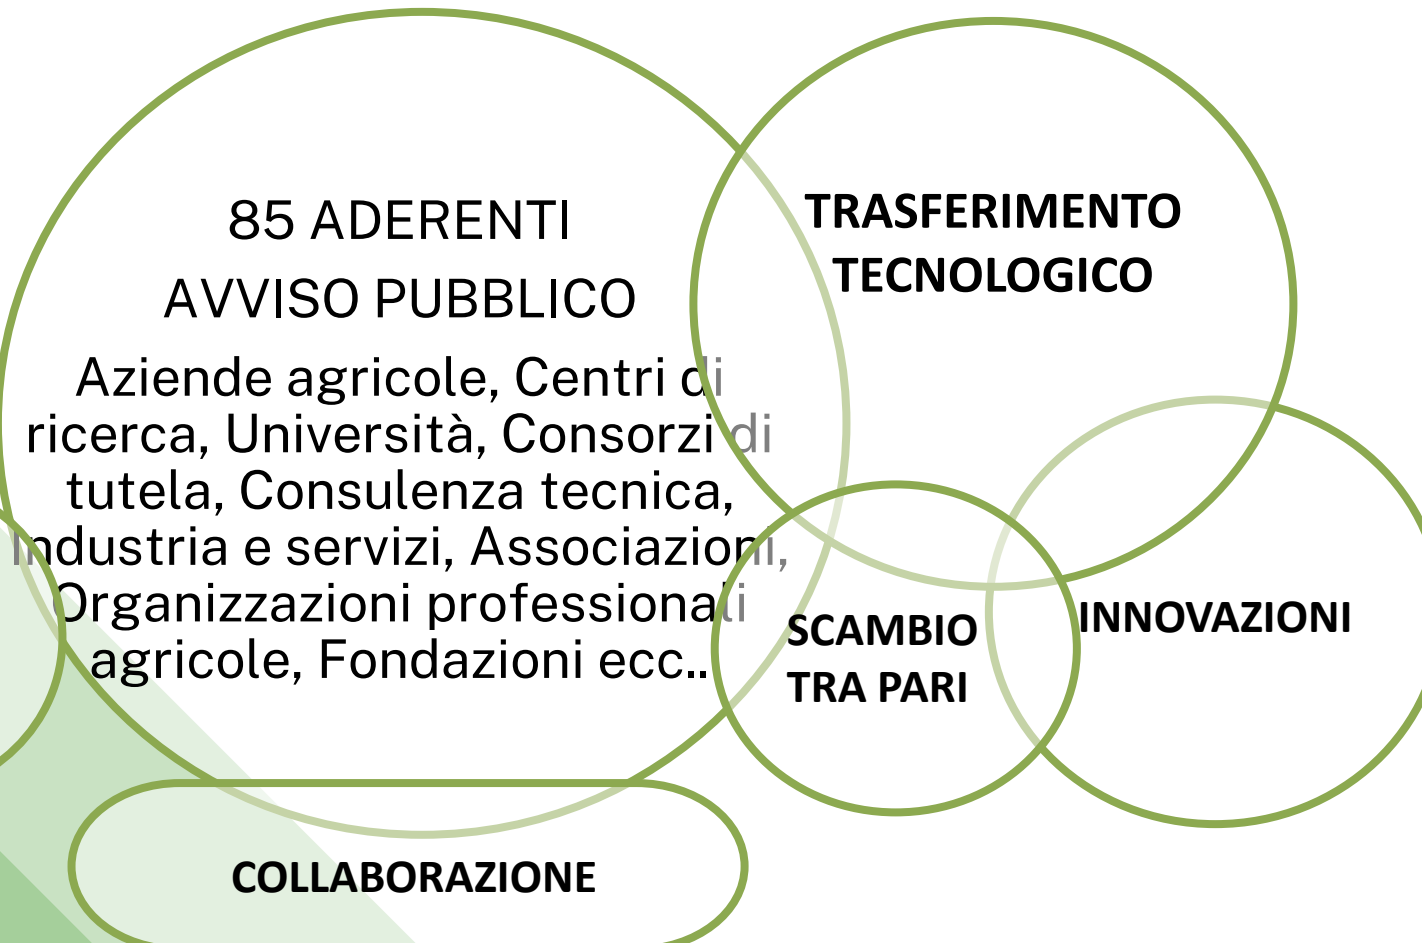 85 ADERENTI
AVVISO PUBBLICO
Aziende agricole, Centri di
ricerca, Università, Consorzi di
tutela, Consulenza tecnica,
Industria e servizi, Associazioni,
Organizzazioni professionali
agricole, Fondazioni ecc..
TRASFERIMENTO
TECNOLOGICO
SCAMBIO
TRA PARI
INNOVAZIONI
COLLABORAZIONE